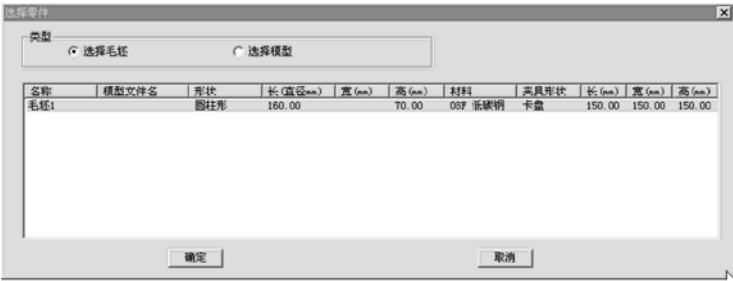 选择零件
类型
选择毛坯 选择模型
名称 模型文件名 形状 长(直径mm) 宽(mm) 高(mm) 材料 夹具形状 长(mm) 宽(mm) 高(mm)
毛坯1 圆柱形 160.00 70.00 08F 低碳钢 卡盘 150.00 150.00 150.00
确定 取消